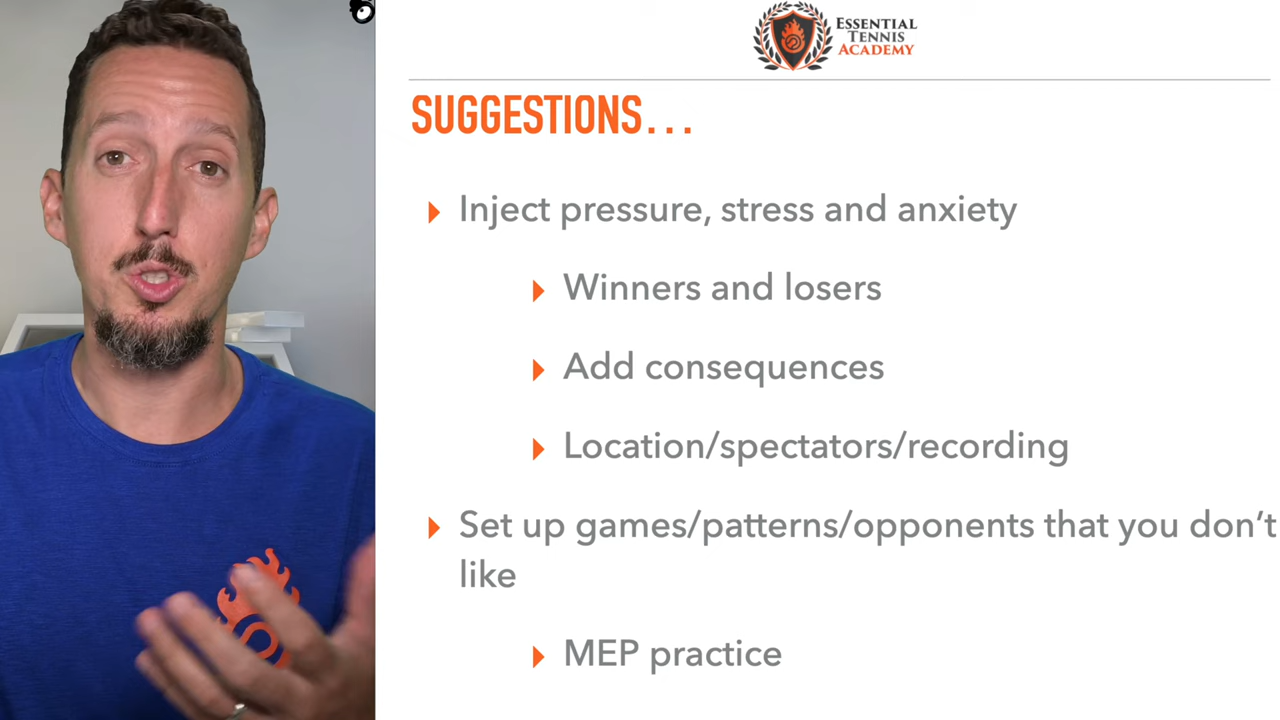 ESSENTIAL
TENNIS
ACADEMY
SUGGESTIONS...
Inject pressure, stress and anxiety
Winners and losers
Add consequences
Location/spectators/recording
Set up games/patterns/opponents that you don’t
like
MEP practice